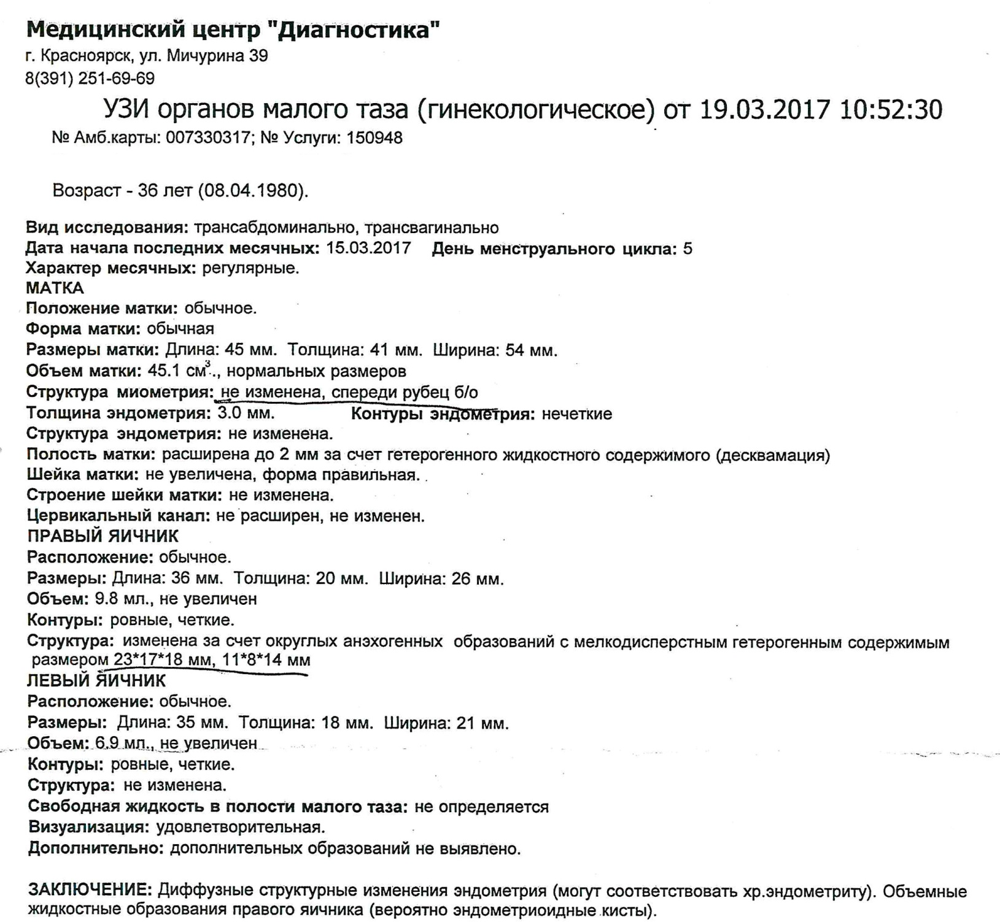 Медицинский центр "Диагностика"
г. Красноярск, ул. Мичурина 39
8(391) 251-69-69
УЗИ органов малого таза (гинекологическое) от 19.03.2017 10:52:30
№ Амб.карты: 007330317; № Услуги: 150948
Возраст - 36 лет (08.04.1980).
Вид исследования: трансабдоминально, трансвагинально
Дата начала последних месячных: 15.03.2017 День менструального цикла: 5
Характер месячных: регулярные.
МАТКА
Положение матки: обычное.
Форма матки: обычная
Размеры матки: Длина: 45 мм. Толщина: 41 мм. Ширина: 54 мм.
Объем матки: 45.1 см³., нормальных размеров
Структура миометрия: не изменена, спереди рубец б/о
Толщина эндометрия: 3.0 мм. Контуры эндометрия: нечеткие
Структура эндометрия: не изменена.
Полость матки: расширена до 2 мм за счет гетерогенного жидкостного содержимого (десквамация)
Шейка матки: не увеличена, форма правильная.
Строение шейки матки: не изменена.
Цервикальный канал: не расширен, не изменен.
ПРАВЫЙ ЯИЧНИК
Расположение: обычное.
Размеры: Длина: 36 мм. Толщина: 20 мм. Ширина: 26 мм.
Объем: 9.8 мл., не увеличен
Контуры: ровные, четкие.
Структура: изменена за счет округлых анэхогенных образований с мелкодисперстным гетерогенным содержимым
размером 23*17*18 мм, 11*8*14 мм
ЛЕВЫЙ ЯИЧНИК
Расположение: обычное.
Размеры: Длина: 35 мм. Толщина: 18 мм. Ширина: 21 мм.
Объем: 6.9 мл., не увеличен
Контуры: ровные, четкие.
Структура: не изменена.
Свободная жидкость в полости малого таза: не определяется
Визуализация: удовлетворительная.
Дополнительно: дополнительных образований не выявлено.
ЗАКЛЮЧЕНИЕ: Диффузные структурные изменения эндометрия (могут соответствовать хр.эндометриту). Объемные
жидкостные образования правого яичника (вероятно эндометриоидные кисты).